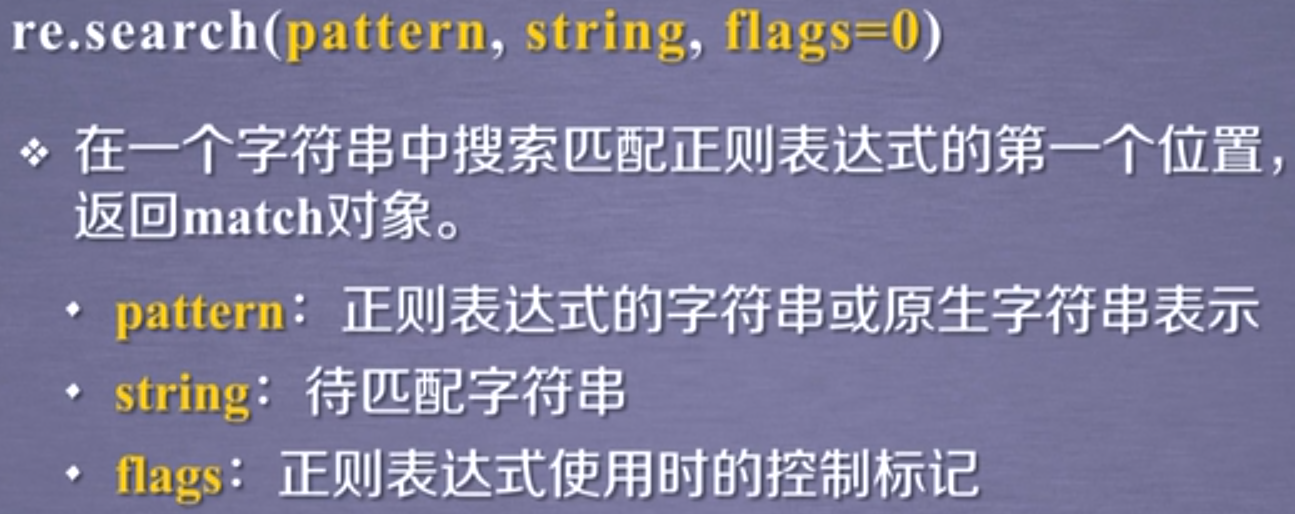 re.search(pattern, string, flags=0)
❖ 在一个字符串中搜索匹配正则表达式的第一个位置，
返回match对象。
• pattern：正则表达式的字符串或原生字符串表示
• string：待匹配字符串
• flags：正则表达式使用时的控制标记